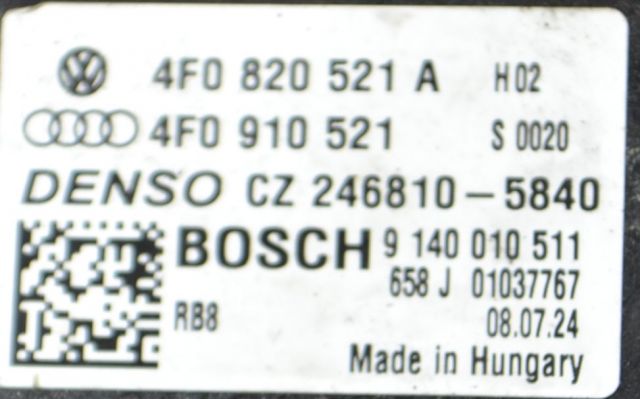 4F0 820 521 A H02
4F0 910 521 S 0020
DENSO CZ 246810-5840
BOSCH 9 140 010 511
658 J 01037767
RB8 08.07.24
Made in Hungary